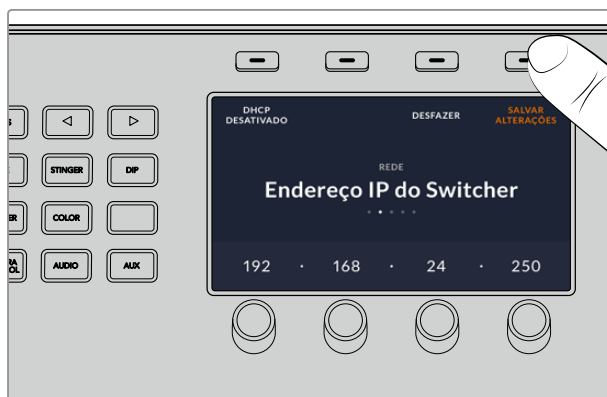 DHCP
DESATIVADO
DESFAZER
SALVAR
ALTERAÇÕES
REDE
Endereço IP do Switcher
192 · 168 · 24 · 250
STINGER
DIP
COLOR
AUDIO
AUX